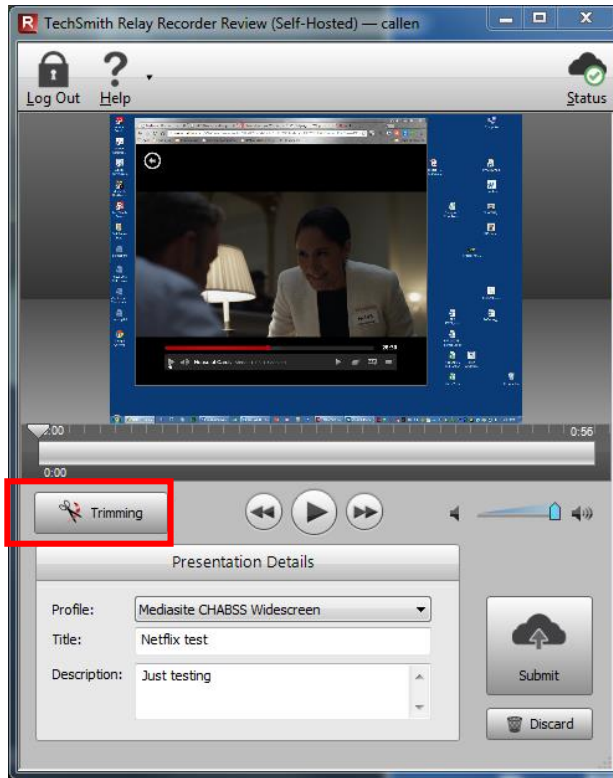 TechSmith Relay Recorder Review (Self-Hosted) — callen
Log Out Help Status
0:00 0:56
0:00
Trimming
Presentation Details
Profile: Mediasite CHABSS Widescreen
Title: Netflix test
Description: Just testing
Submit
Discard